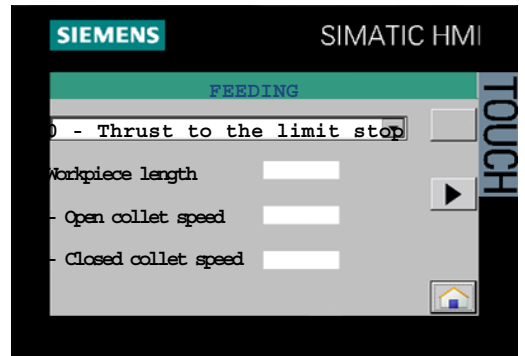 SIEMENS
SIMATIC HMI
TOUCH
FEEDING
0 - Thrust to the limit stop
Workpiece length
- Open collet speed
- Closed collet speed